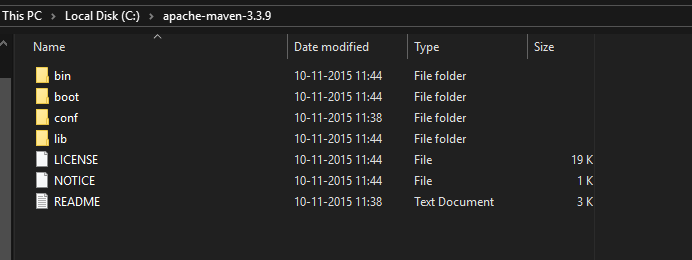 This PC > Local Disk (C:) > apache-maven-3.3.9
Name Date modified Type Size
bin 10-11-2015 11:44 File folder
boot 10-11-2015 11:44 File folder
conf 10-11-2015 11:38 File folder
lib 10-11-2015 11:44 File folder
LICENSE 10-11-2015 11:44 File 19 K
NOTICE 10-11-2015 11:44 File 1 K
README 10-11-2015 11:38 Text Document 3 K